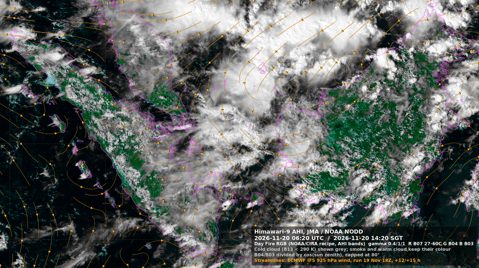 Himawari-9 AHI, JMA / NOAA NODD
2026-11-20 06:20 UTC / 2026-11-20 14:20 SGT
Day Fire RGB (NOAA/CIRA recipe, AHI bands) gamma 0.4/1/1 R B07 27-60C G B04 B B03
Cold cloud (B13 < 290 K) shown grey; smoke and warm cloud keep their colour
B04/B03 divided by cos(sun zenith), capped at 80°
Streamlines: ECMWF IFS 925 hPa wind, run 19 Nov 18Z, +12/+15 h